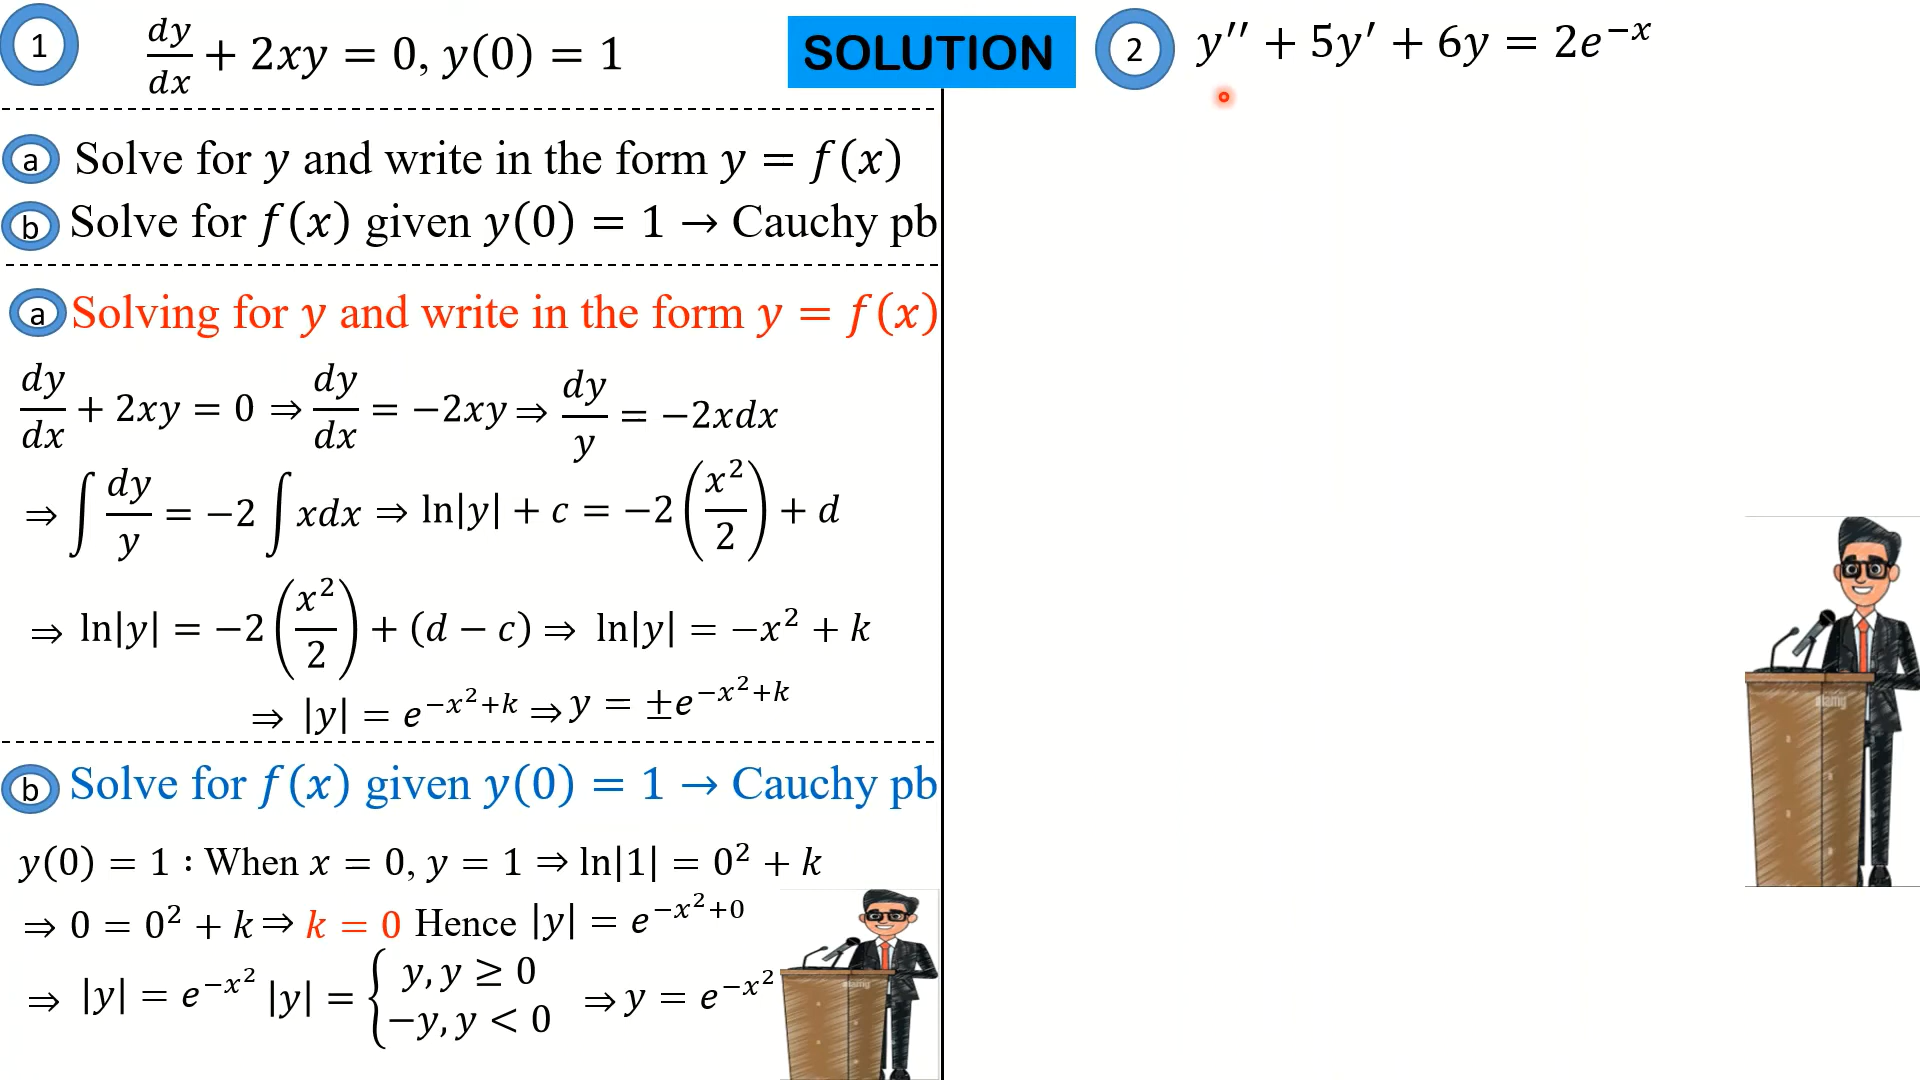 1 dy/dx + 2xy = 0, y(0) = 1
SOLUTION
a Solve for y and write in the form y = f(x)
b Solve for f(x) given y(0) = 1 → Cauchy pb
a Solving for y and write in the form y = f(x)
dy/dx + 2xy = 0 ⇒ dy/dx = −2xy ⇒ dy/y = −2xdx
⇒ ∫ dy/y = −2 ∫ xdx ⇒ ln|y| + c = −2(x²/2) + d
⇒ ln|y| = −2(x²/2) + (d − c) ⇒ ln|y| = −x² + k
⇒ |y| = e^(−x²+k) ⇒ y = ±e^(−x²+k)
b Solve for f(x) given y(0) = 1 → Cauchy pb
y(0) = 1 : When x = 0, y = 1 ⇒ ln|1| = 0² + k
⇒ 0 = 0² + k ⇒ k = 0 Hence |y| = e^(−x²+0)
⇒ |y| = e^(−x²) |y| = { y, y ≥ 0
−y, y < 0 ⇒ y = e^(−x²)
alamy
2 y′′ + 5y′ + 6y = 2e^(−x)
alamy